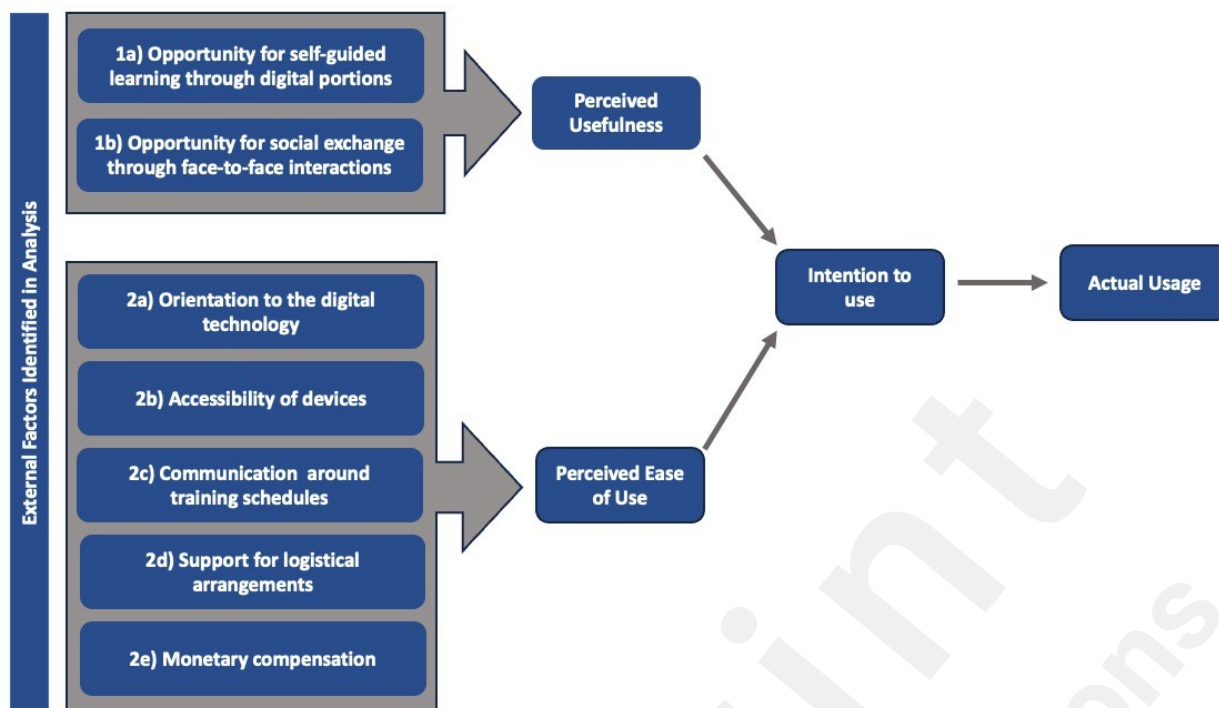 External Factors Identified in Analysis
1a) Opportunity for self-guided
learning through digital portions
1b) Opportunity for social exchange
through face-to-face interactions
Perceived
Usefulness
2a) Orientation to the digital
technology
2b) Accessibility of devices
2c) Communication around
training schedules
2d) Support for logistical
arrangements
2e) Monetary compensation
Perceived Ease
of Use
Intention to
use
Actual Usage
int
ons